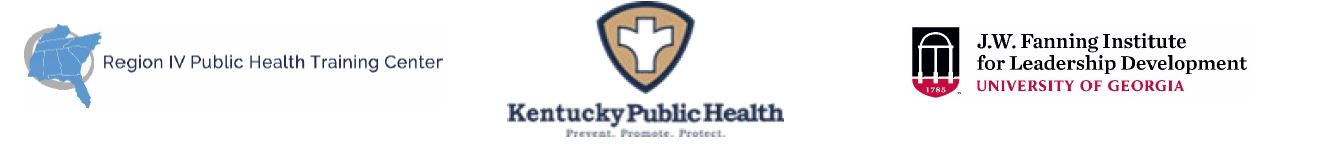 Region IV Public Health Training Center
Kentucky Public Health
Prevent. Promote. Protect.
J.W. Fanning Institute
for Leadership Development
UNIVERSITY OF GEORGIA
1785